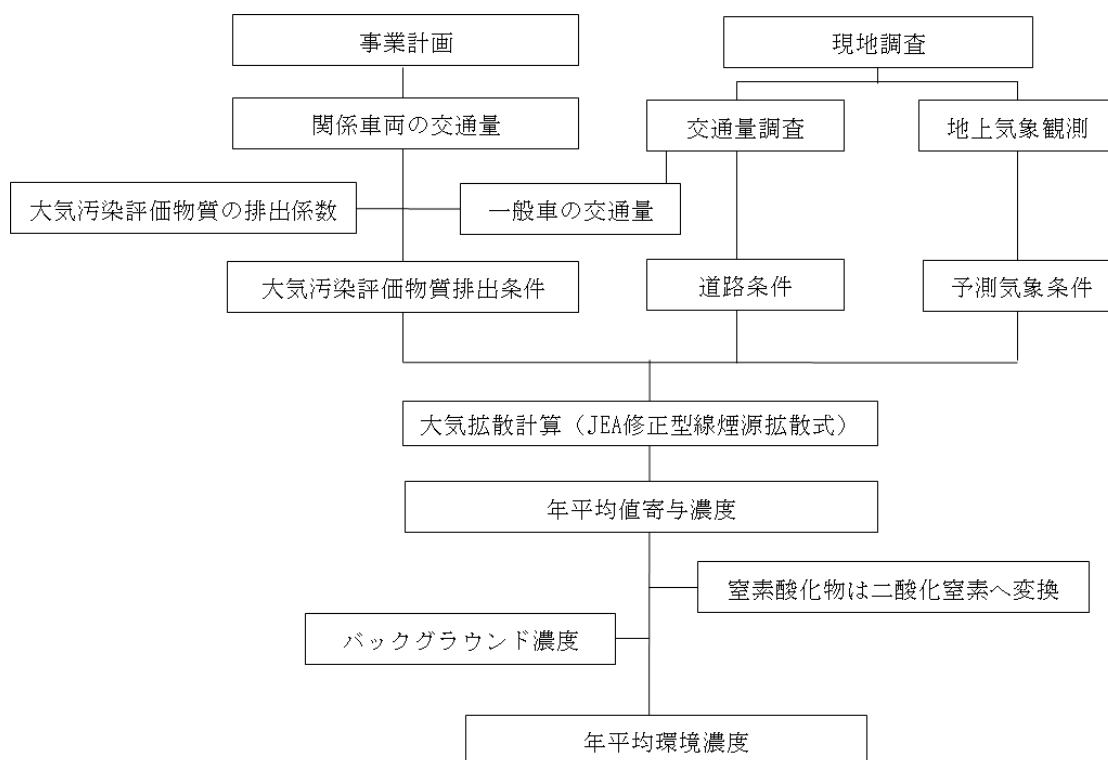 事業計画
現地調査
関係車両の交通量
交通量調査
地上気象観測
大気汚染評価物質の排出係数
一般車の交通量
大気汚染評価物質排出条件
道路条件
予測気象条件
大気拡散計算（JEA修正型線煙源拡散式）
年平均値寄与濃度
窒素酸化物は二酸化窒素へ変換
バックグラウンド濃度
年平均環境濃度